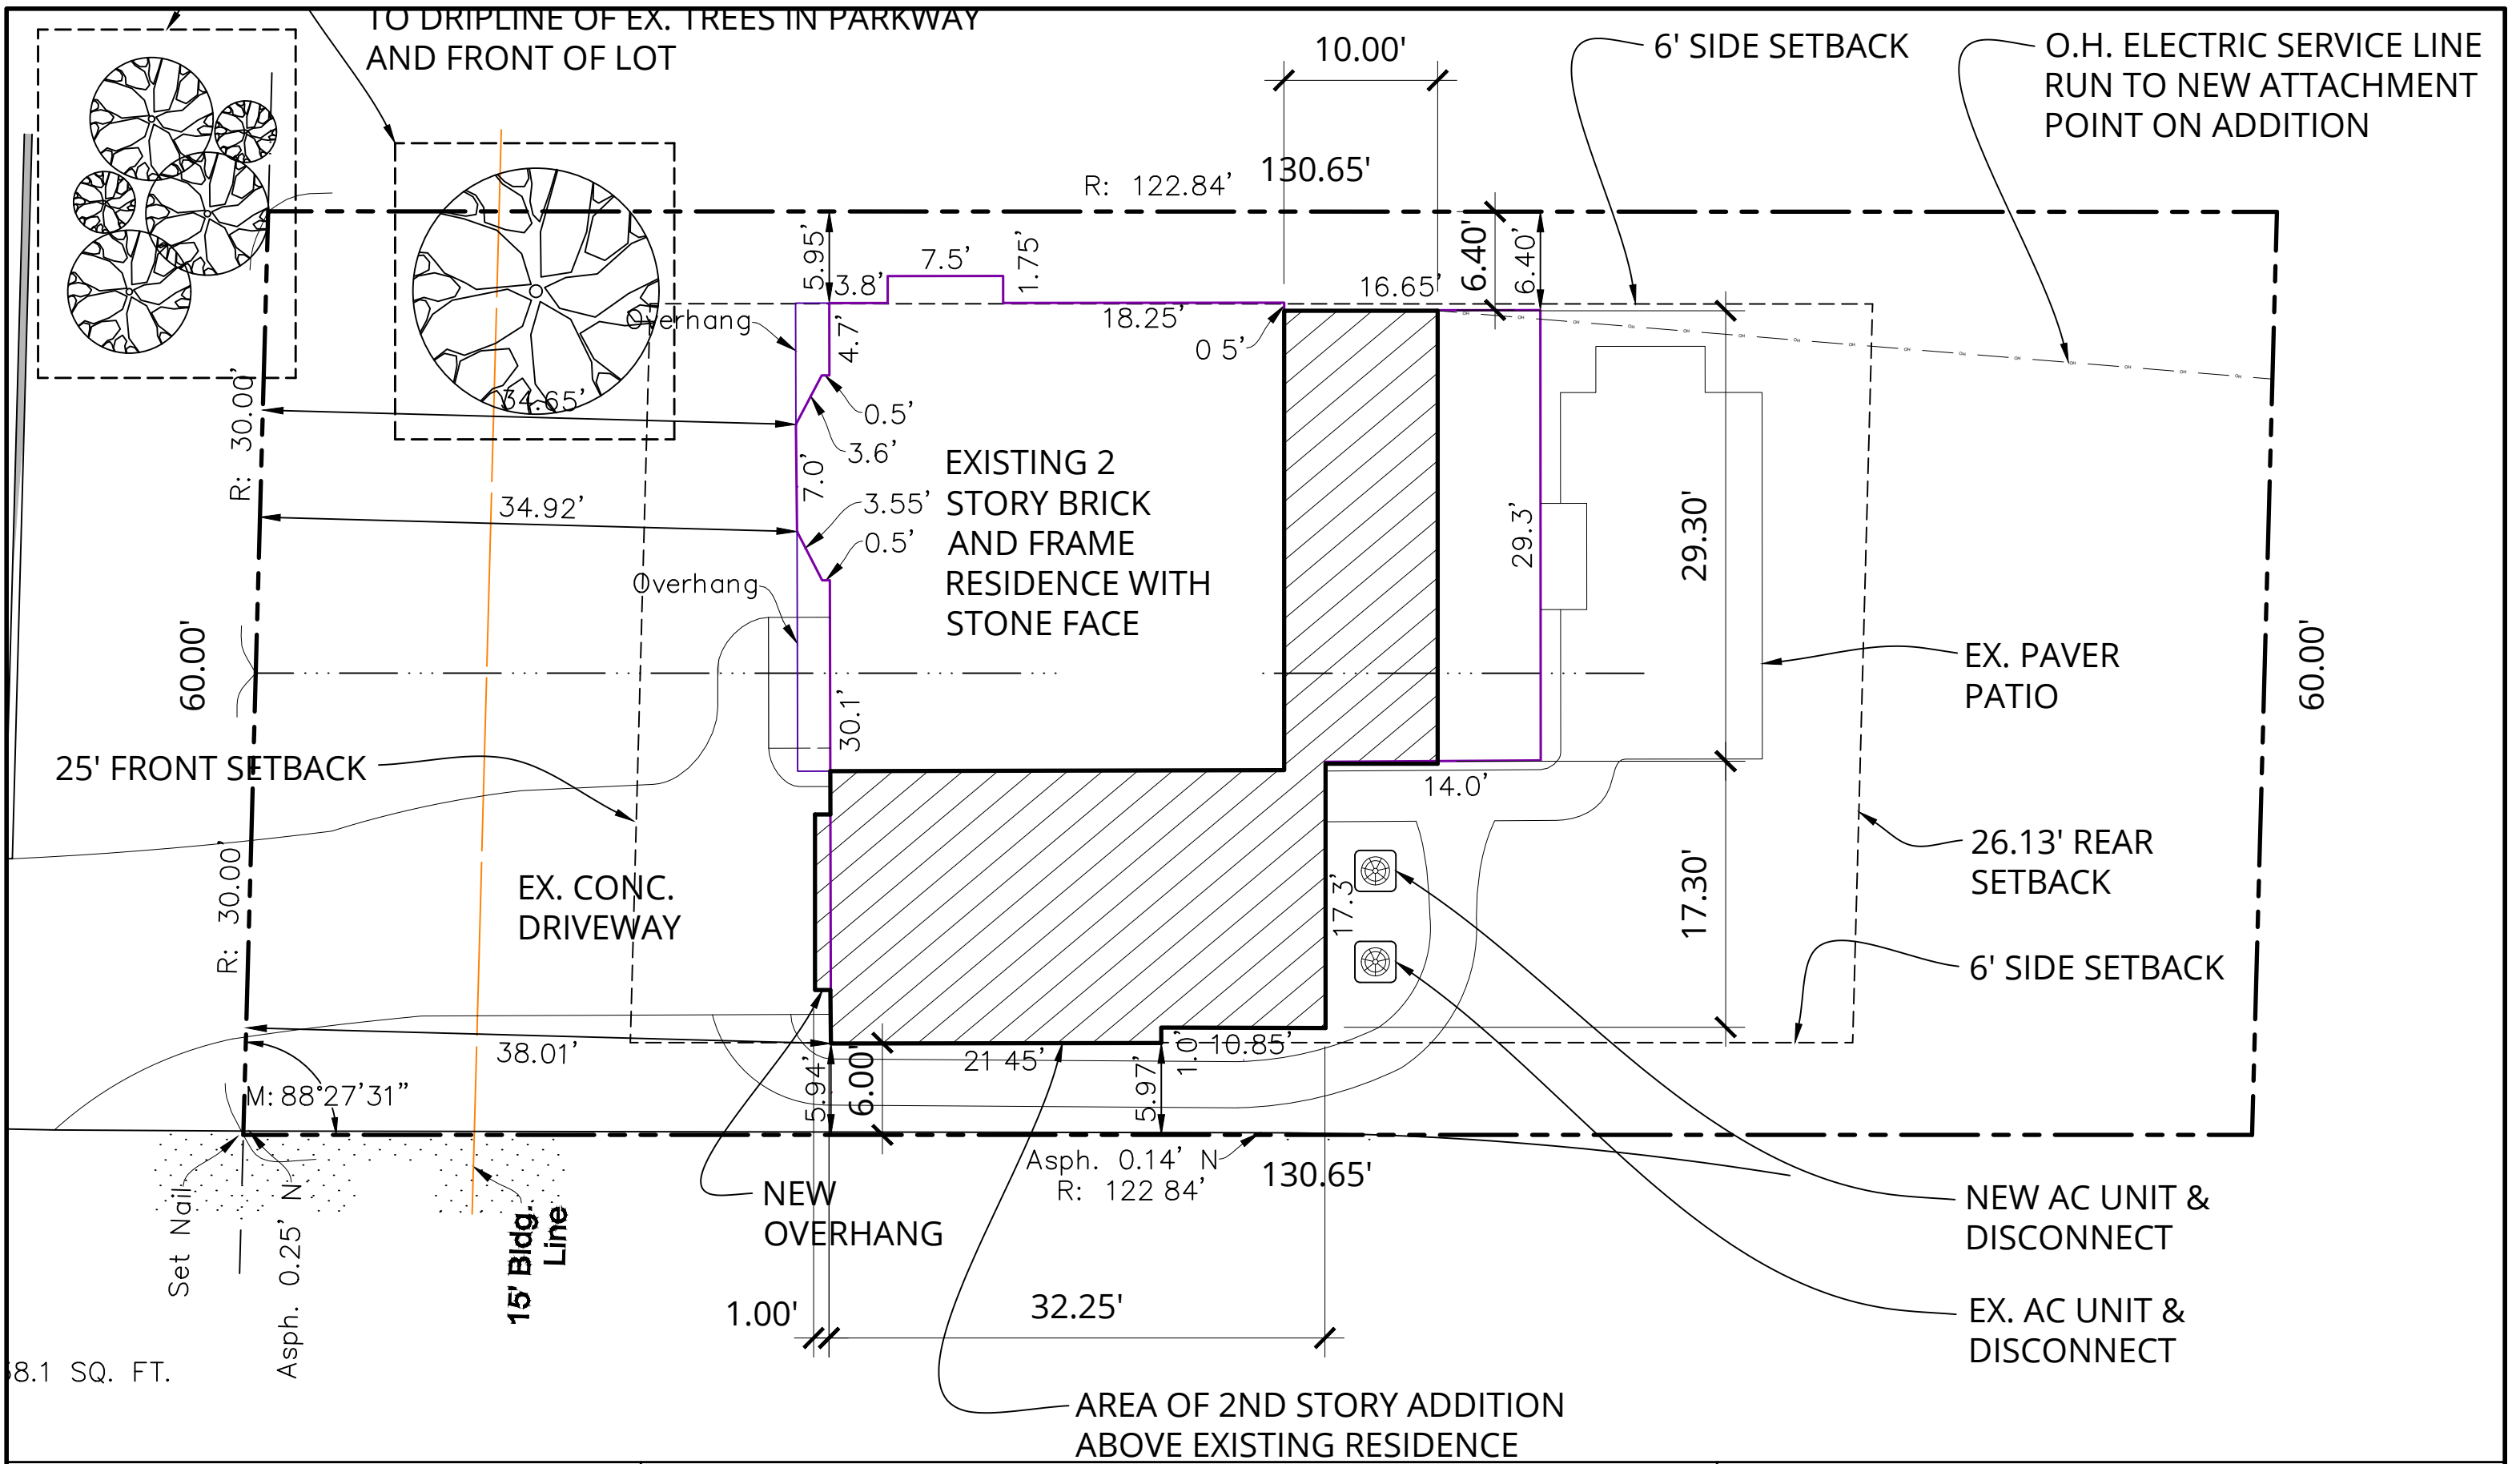 TO DRIPLINE OF EX. TREES IN PARKWAY
AND FRONT OF LOT
10.00'
6' SIDE SETBACK
O.H. ELECTRIC SERVICE LINE
RUN TO NEW ATTACHMENT
POINT ON ADDITION
130.65'
R: 122.84'
5.95'
3.8'
7.5'
1.75'
16.65'
6.40'
6.40'
Overhang
4.7'
18.25'
0 5'
R: 30.00'
34.65'
0.5'
3.6'
7.0'
EXISTING 2
STORY BRICK
AND FRAME
RESIDENCE WITH
STONE FACE
34.92'
3.55'
0.5'
29.3'
29.30'
Overhang
60.00'
60.00'
30.1'
EX. PAVER
PATIO
25' FRONT SETBACK
14.0'
26.13' REAR
SETBACK
R: 30.00'
EX. CONC.
DRIVEWAY
17.3'
17.30'
6' SIDE SETBACK
38.01'
21 45'
1.0'
10.85'
M: 88°27'31"
5.94'
6.00'
5.97'
Asph. 0.14' N
R: 122 84'
130.65'
Set Nail
Asph. 0.25' N
15' Bldg.
Line
NEW
OVERHANG
NEW AC UNIT &
DISCONNECT
1.00'
32.25'
EX. AC UNIT &
DISCONNECT
8.1 SQ. FT.
AREA OF 2ND STORY ADDITION
ABOVE EXISTING RESIDENCE